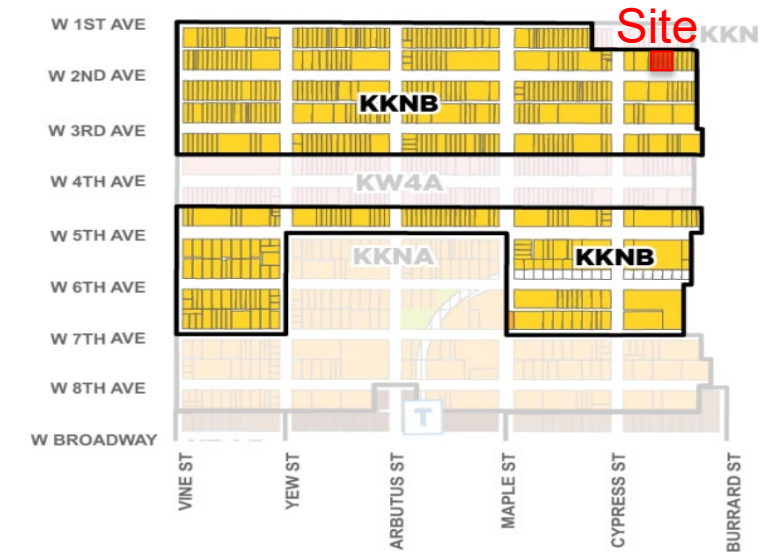 W 1ST AVE
Site
KKN
W 2ND AVE
KKNB
W 3RD AVE
W 4TH AVE
KW4A
W 5TH AVE
KKNA
KKNB
W 6TH AVE
W 7TH AVE
W 8TH AVE
T
W BROADWAY
VINE ST
YEW ST
ARBUTUS ST
MAPLE ST
CYPRESS ST
BURRARD ST